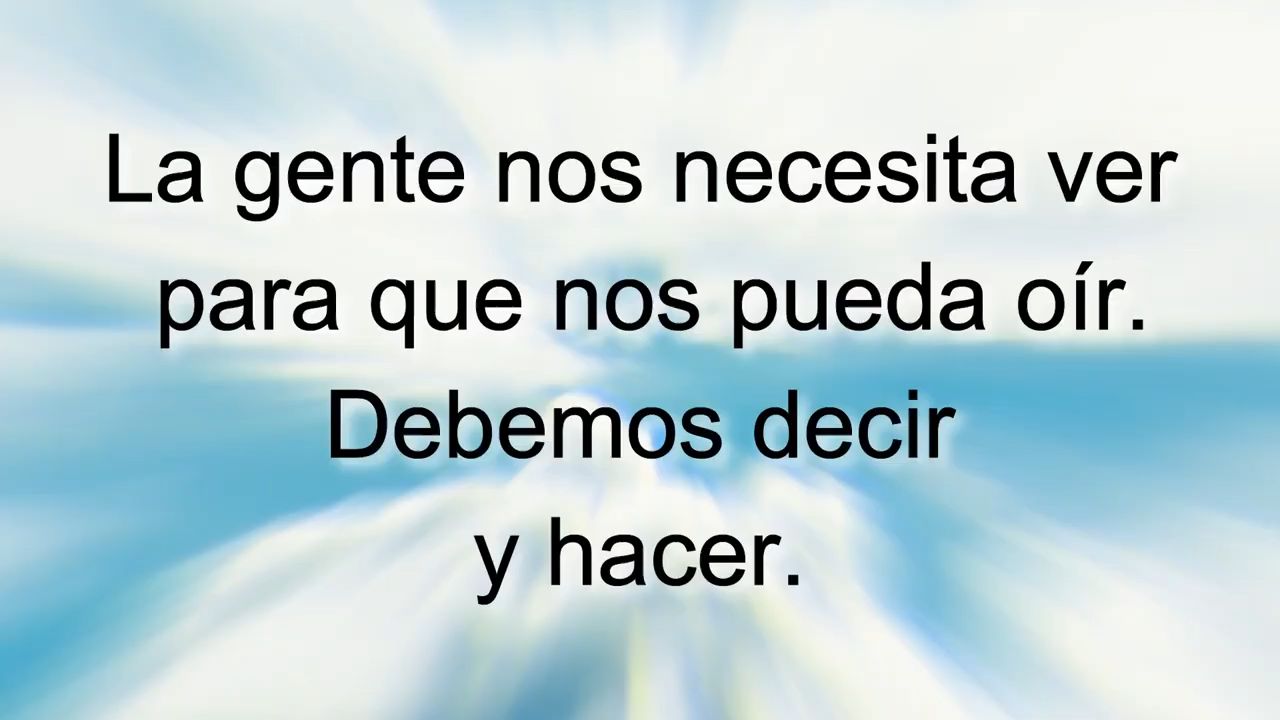 La gente nos necesita ver
para que nos pueda oír.
Debemos decir
y hacer.